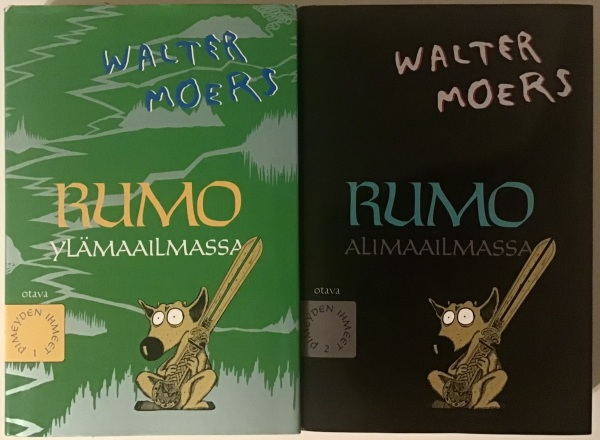 WALTER
MOERS
RUMO
YLÄMAAILMASSA
otava
PIMEYDEN IHMEET 1
WALTER
MOERS
RUMO
ALIMAAILMASSA
otava
PIMEYDEN IHMEET 2